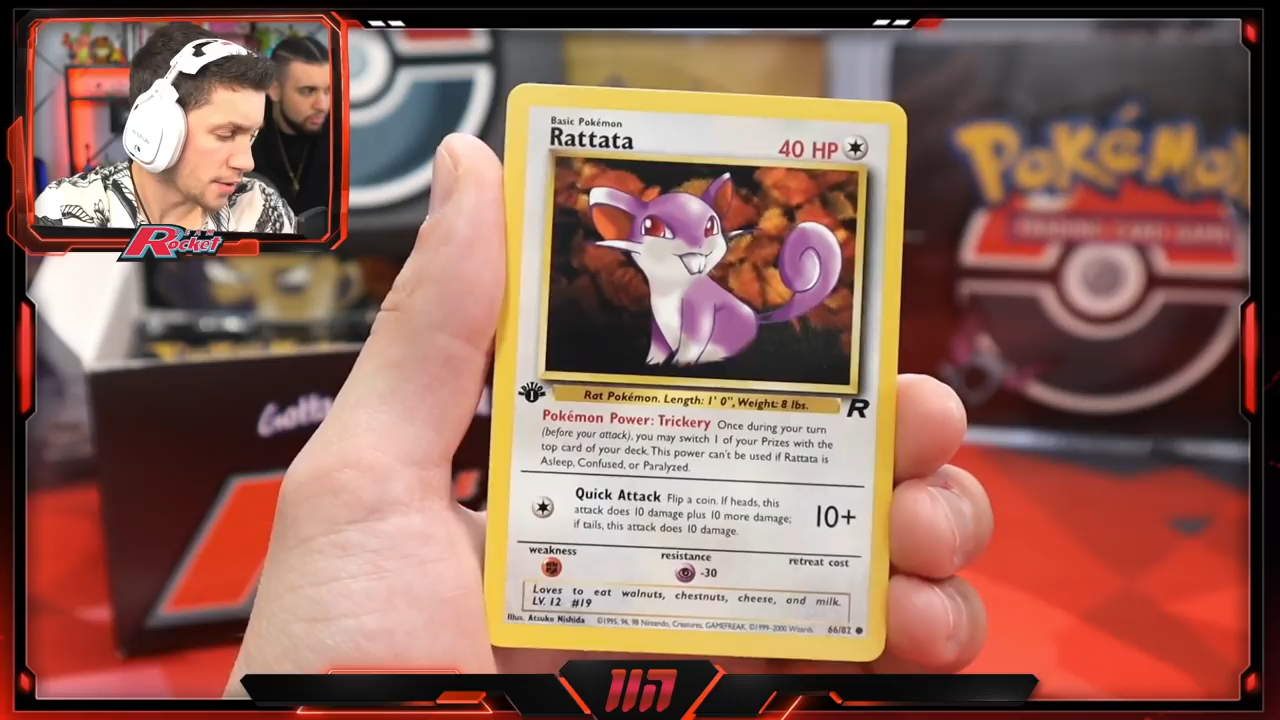 Basic Pokémon
Rattata
40 HP
EDITION
1
Rat Pokémon. Length: 1' 0", Weight: 8 lbs.
R
Pokémon Power: Trickery Once during your turn
(before your attack), you may switch 1 of your Prizes with the
top card of your deck. This power can't be used if Rattata is
Asleep, Confused, or Paralyzed.
Quick Attack Flip a coin. If heads, this
attack does 10 damage plus 10 more damage;
if tails, this attack does 10 damage.
10+
weakness
resistance
retreat cost
-30
Loves to eat walnuts, chestnuts, cheese, and milk.
LV. 12 #19
Illus. Atsuko Nishida
©1995, 96, 98 Nintendo, Creatures, GAMEFREAK. ©1999-2000 Wizards.
66/82
POKéMON
TRADING CARD GAME
Gotta
TEAM
Rocket